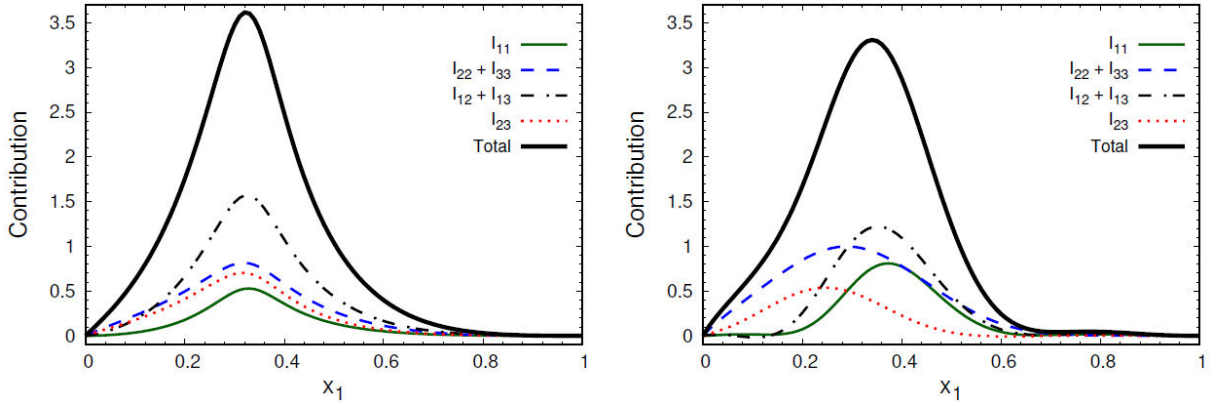 3.5
3
2.5
2
1.5
1
0.5
0
0
0.2
0.4
0.6
0.8
1
Contribution
x₁
I₁₁
I₂₂ + I₃₃
I₁₂ + I₁₃
I₂₃
Total
3.5
3
2.5
2
1.5
1
0.5
0
0
0.2
0.4
0.6
0.8
1
Contribution
x₁
I₁₁
I₂₂ + I₃₃
I₁₂ + I₁₃
I₂₃
Total